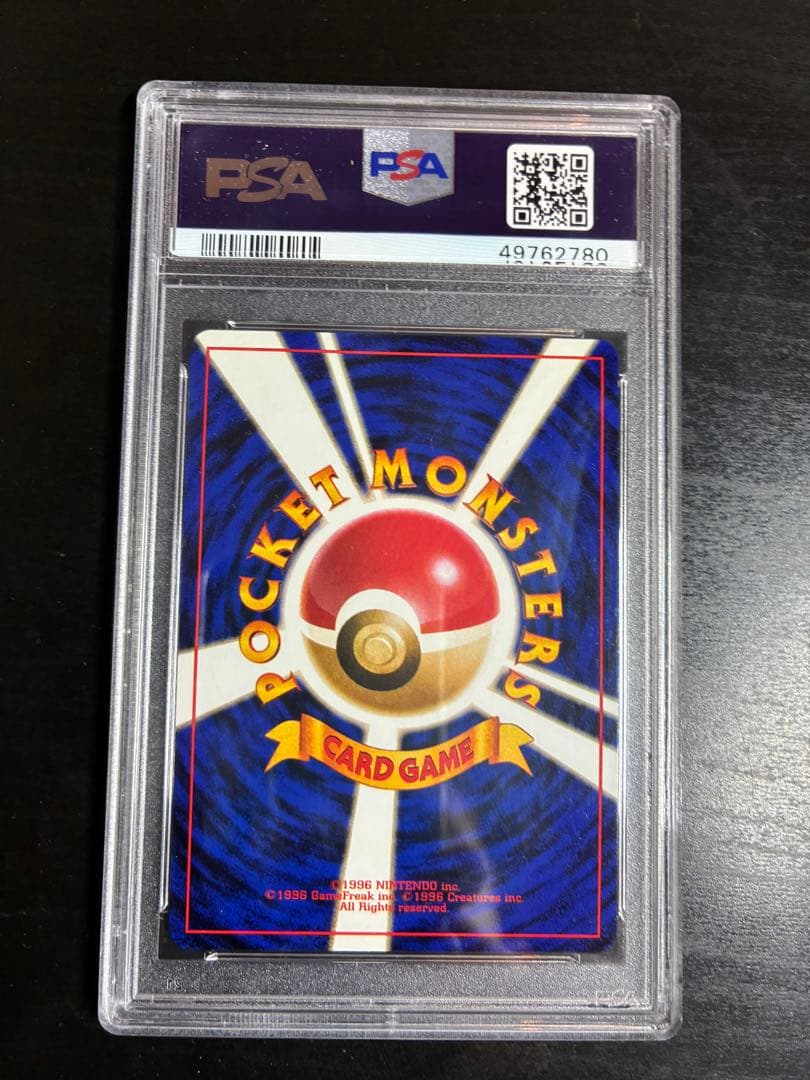 PSA
PSA
49762780
POCKET MONSTERS
CARD GAME
©1996 NINTENDO inc.
©1996 GameFreak inc. ©1996 Creatures inc.
All Rights reserved.
PSA